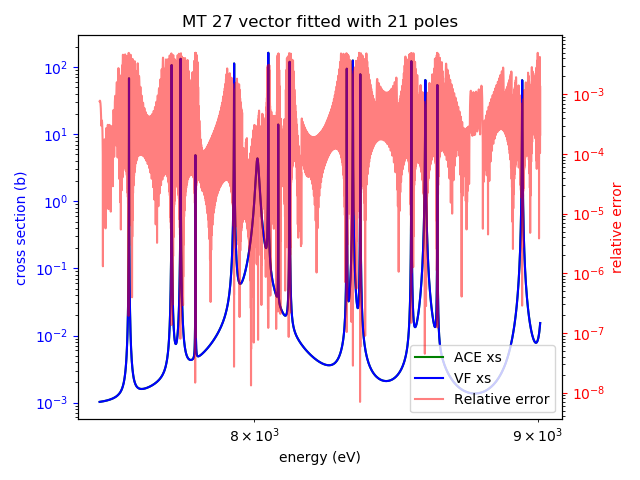 MT 27 vector fitted with 21 poles
cross section (b)
10²
10¹
10⁰
10⁻¹
10⁻²
10⁻³
10⁻³
10⁻⁴
10⁻⁵
10⁻⁶
10⁻⁷
10⁻⁸
relative error
ACE xs
VF xs
Relative error
8 × 10³
9 × 10³
energy (eV)